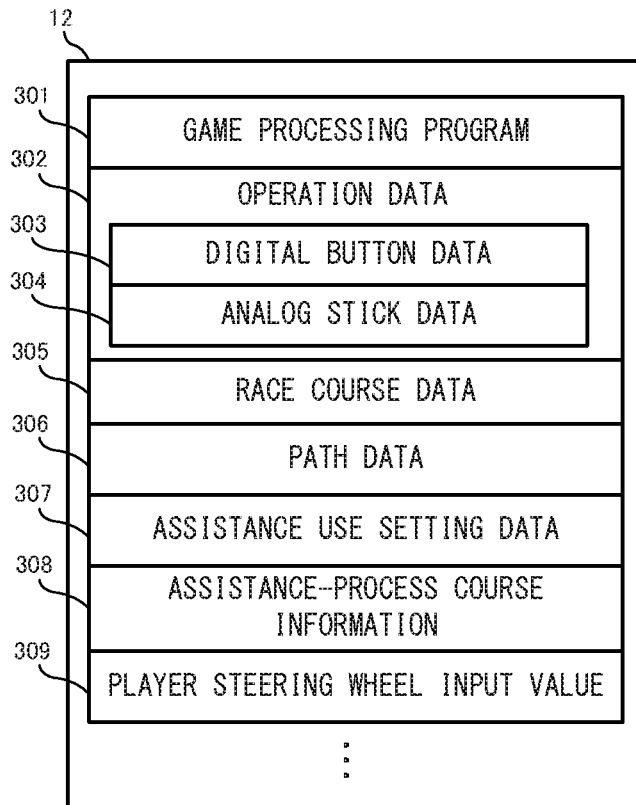 12
301
GAME PROCESSING PROGRAM
302
OPERATION DATA
303
DIGITAL BUTTON DATA
304
ANALOG STICK DATA
305
RACE COURSE DATA
306
PATH DATA
307
ASSISTANCE USE SETTING DATA
308
ASSISTANCE-PROCESS COURSE
INFORMATION
309
PLAYER STEERING WHEEL INPUT VALUE